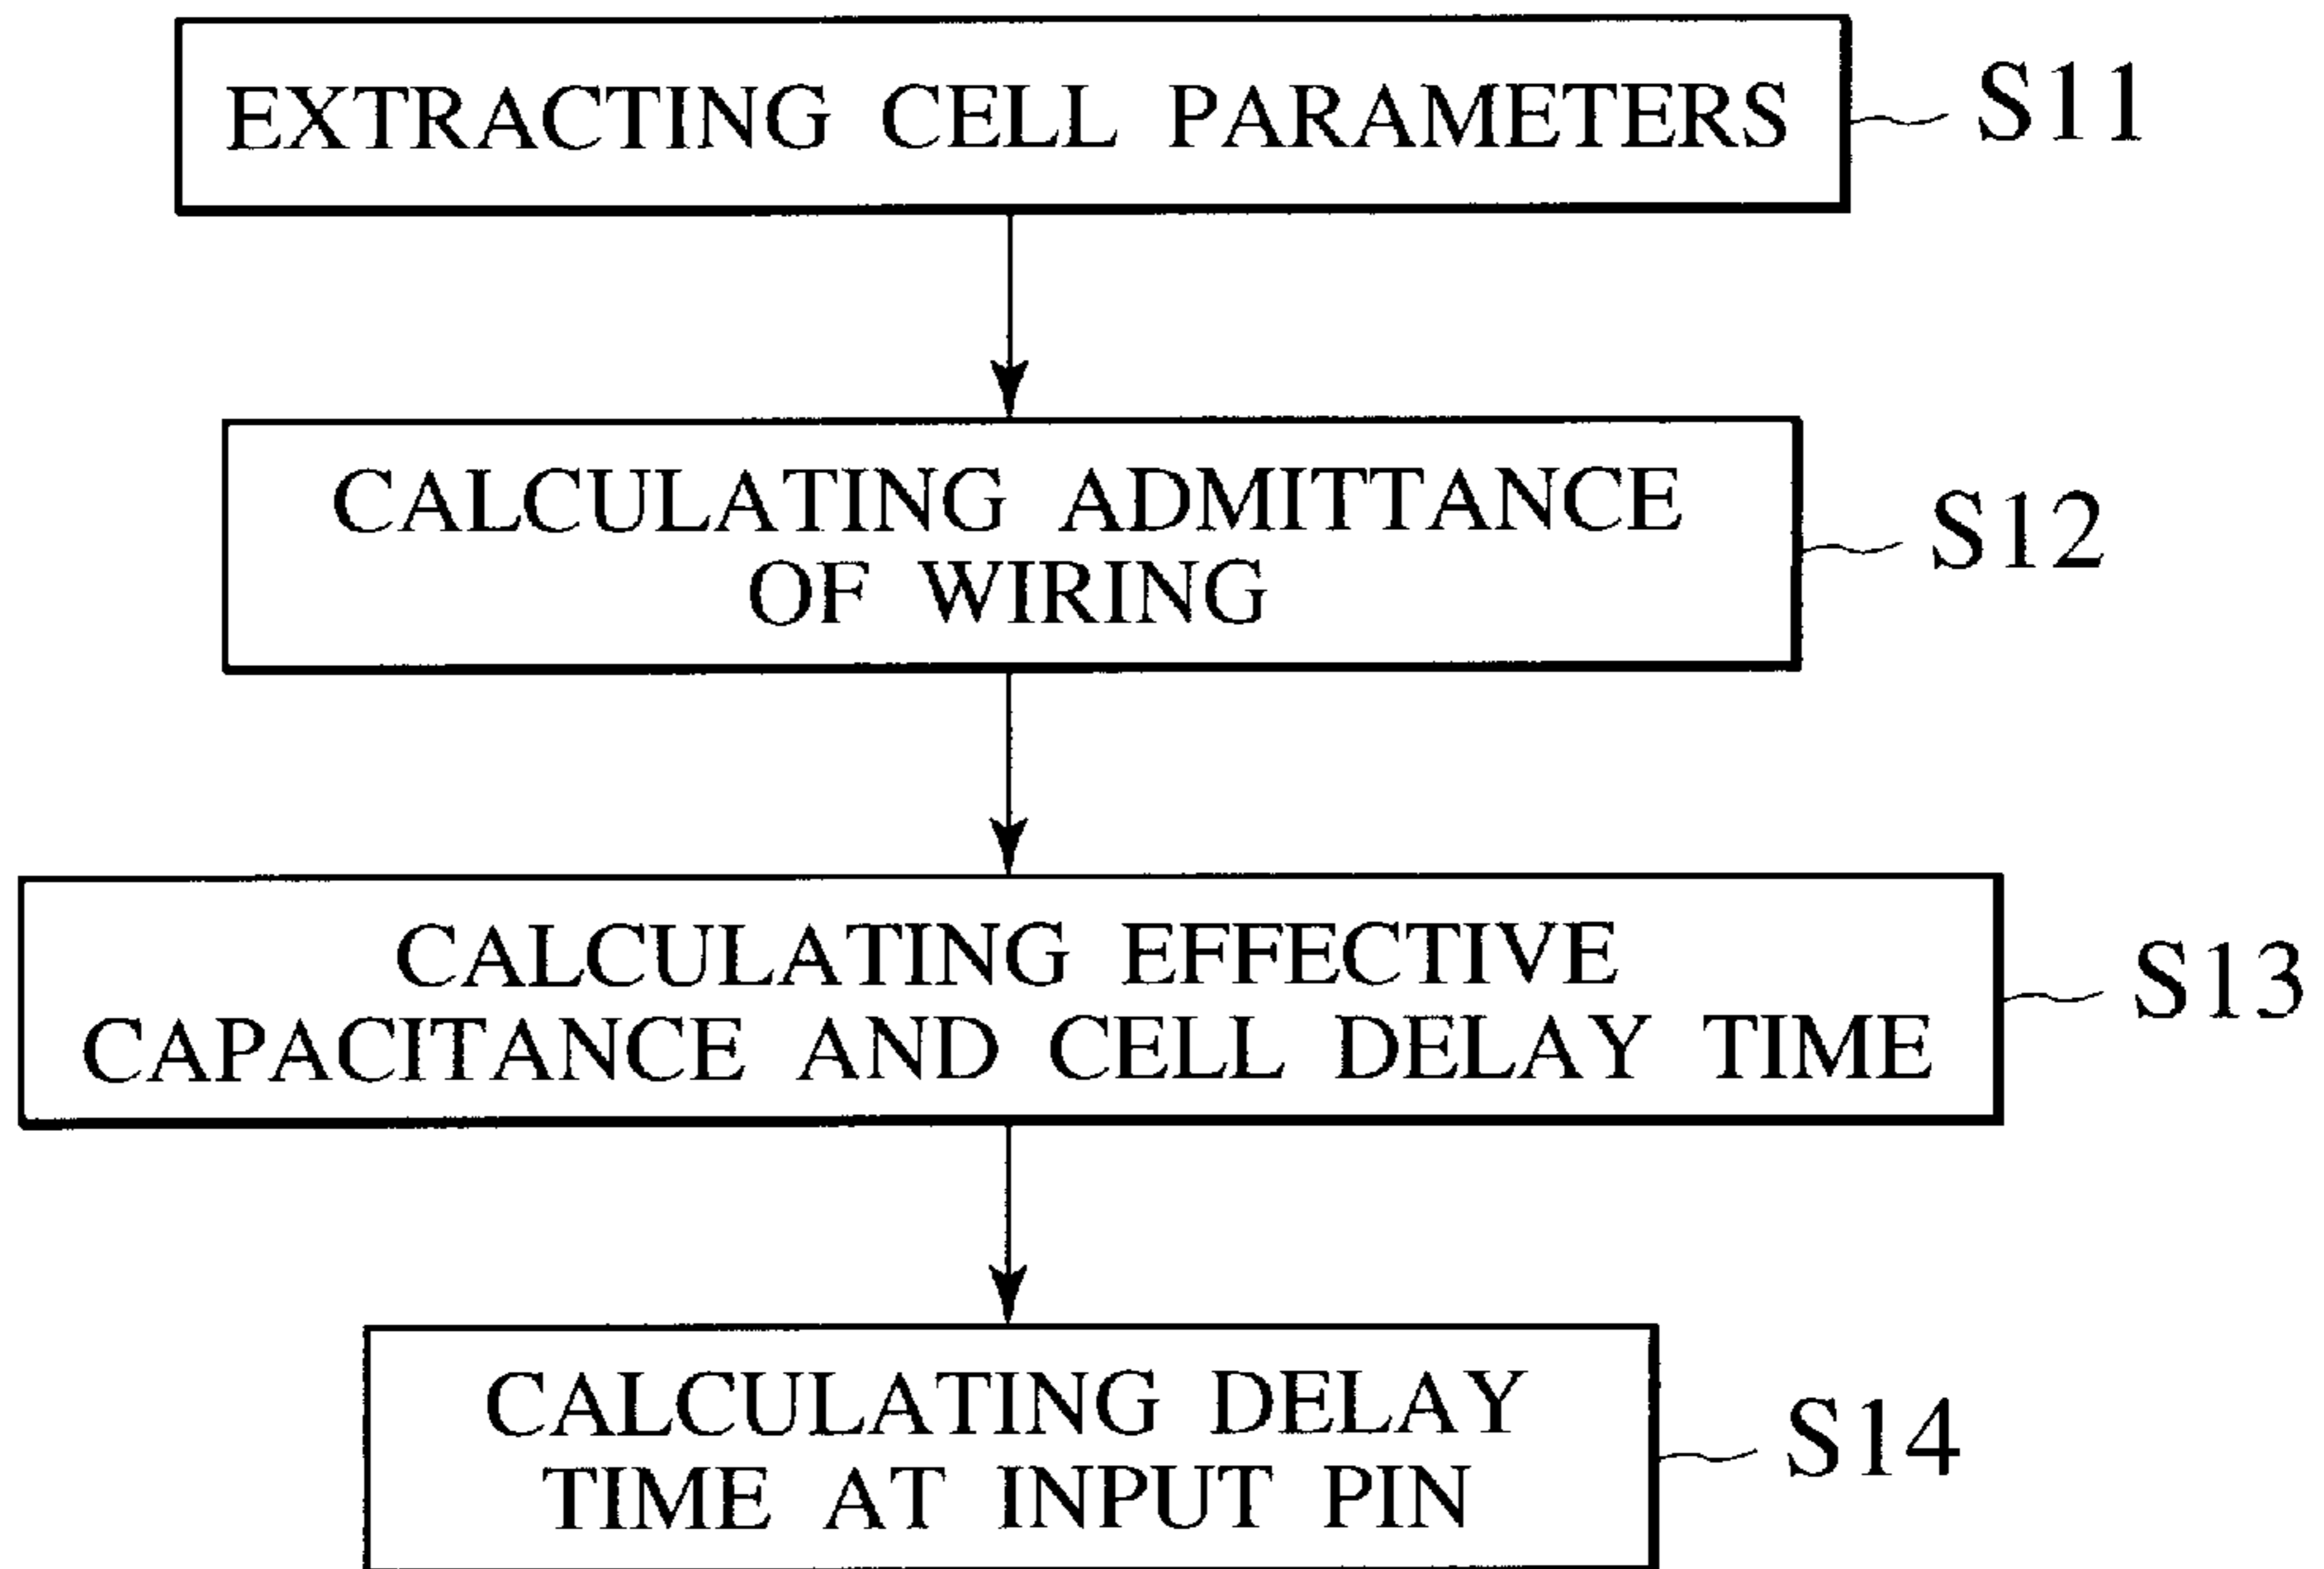 EXTRACTING CELL PARAMETERS
S11
CALCULATING ADMITTANCE
OF WIRING
S12
CALCULATING EFFECTIVE
CAPACITANCE AND CELL DELAY TIME
S13
CALCULATING DELAY
TIME AT INPUT PIN
S14